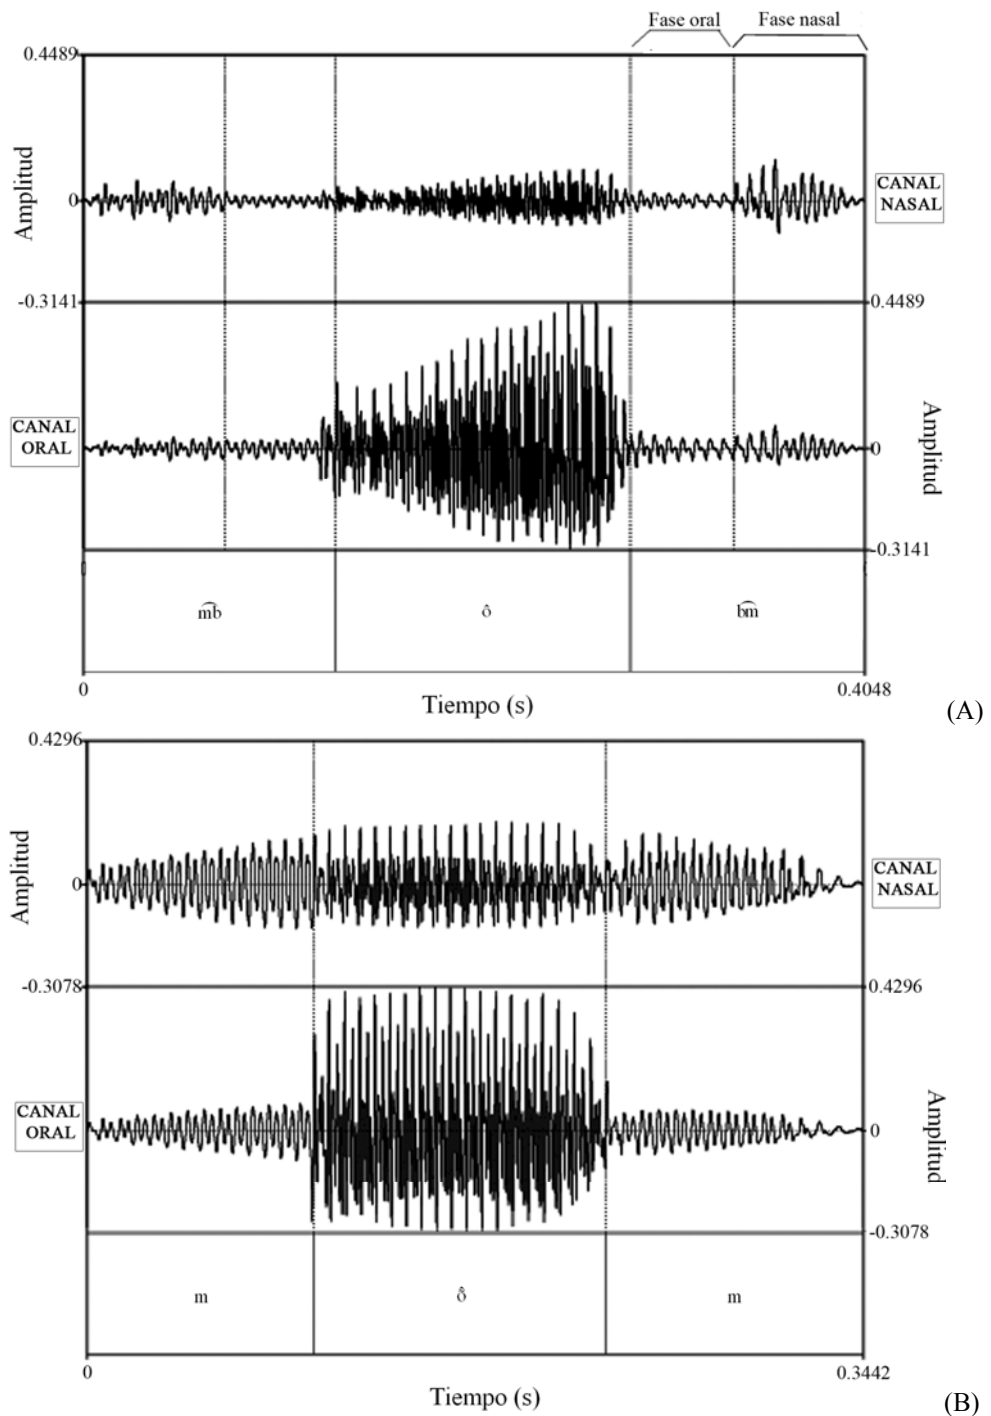 Fase oral Fase nasal
0.4489
Amplitud
0
CANAL
NASAL
-0.3141
0.4489
CANAL
ORAL
Amplitud
0
-0.3141
m͡b ô b͡m
0 0.4048
Tiempo (s)
(A)
0.4296
Amplitud
0
CANAL
NASAL
-0.3078
0.4296
CANAL
ORAL
Amplitud
0
-0.3078
m õ̂ m
0 0.3442
Tiempo (s)
(B)